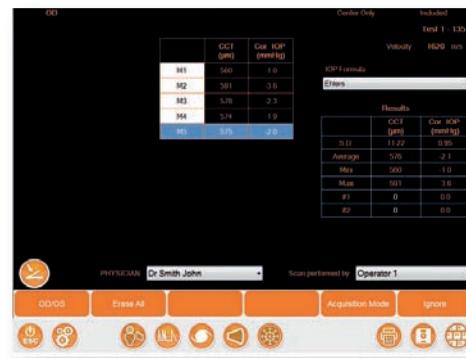 OD
Center Only Included
Test 1 - 135
Velocity 1620 m/s
CCT (µm) Cor. IOP (mmHg)
M1 560 -1.0
M2 591 -3.6
M3 578 -2.3
M4 574 -1.9
M5 575 -2.0
IOP Formula
Ehlers
Results
CCT (µm) Cor. IOP (mmHg)
S.D 11.22 0.95
Average 576 -2.1
Min 560 -1.0
Max 591 3.6
#1 0 0.0
#2 0 0.0
PHYSICIAN Dr Smith John Scan performed by Operator 1
OD/OS Erase All Acquisition Mode Ignore
ESC